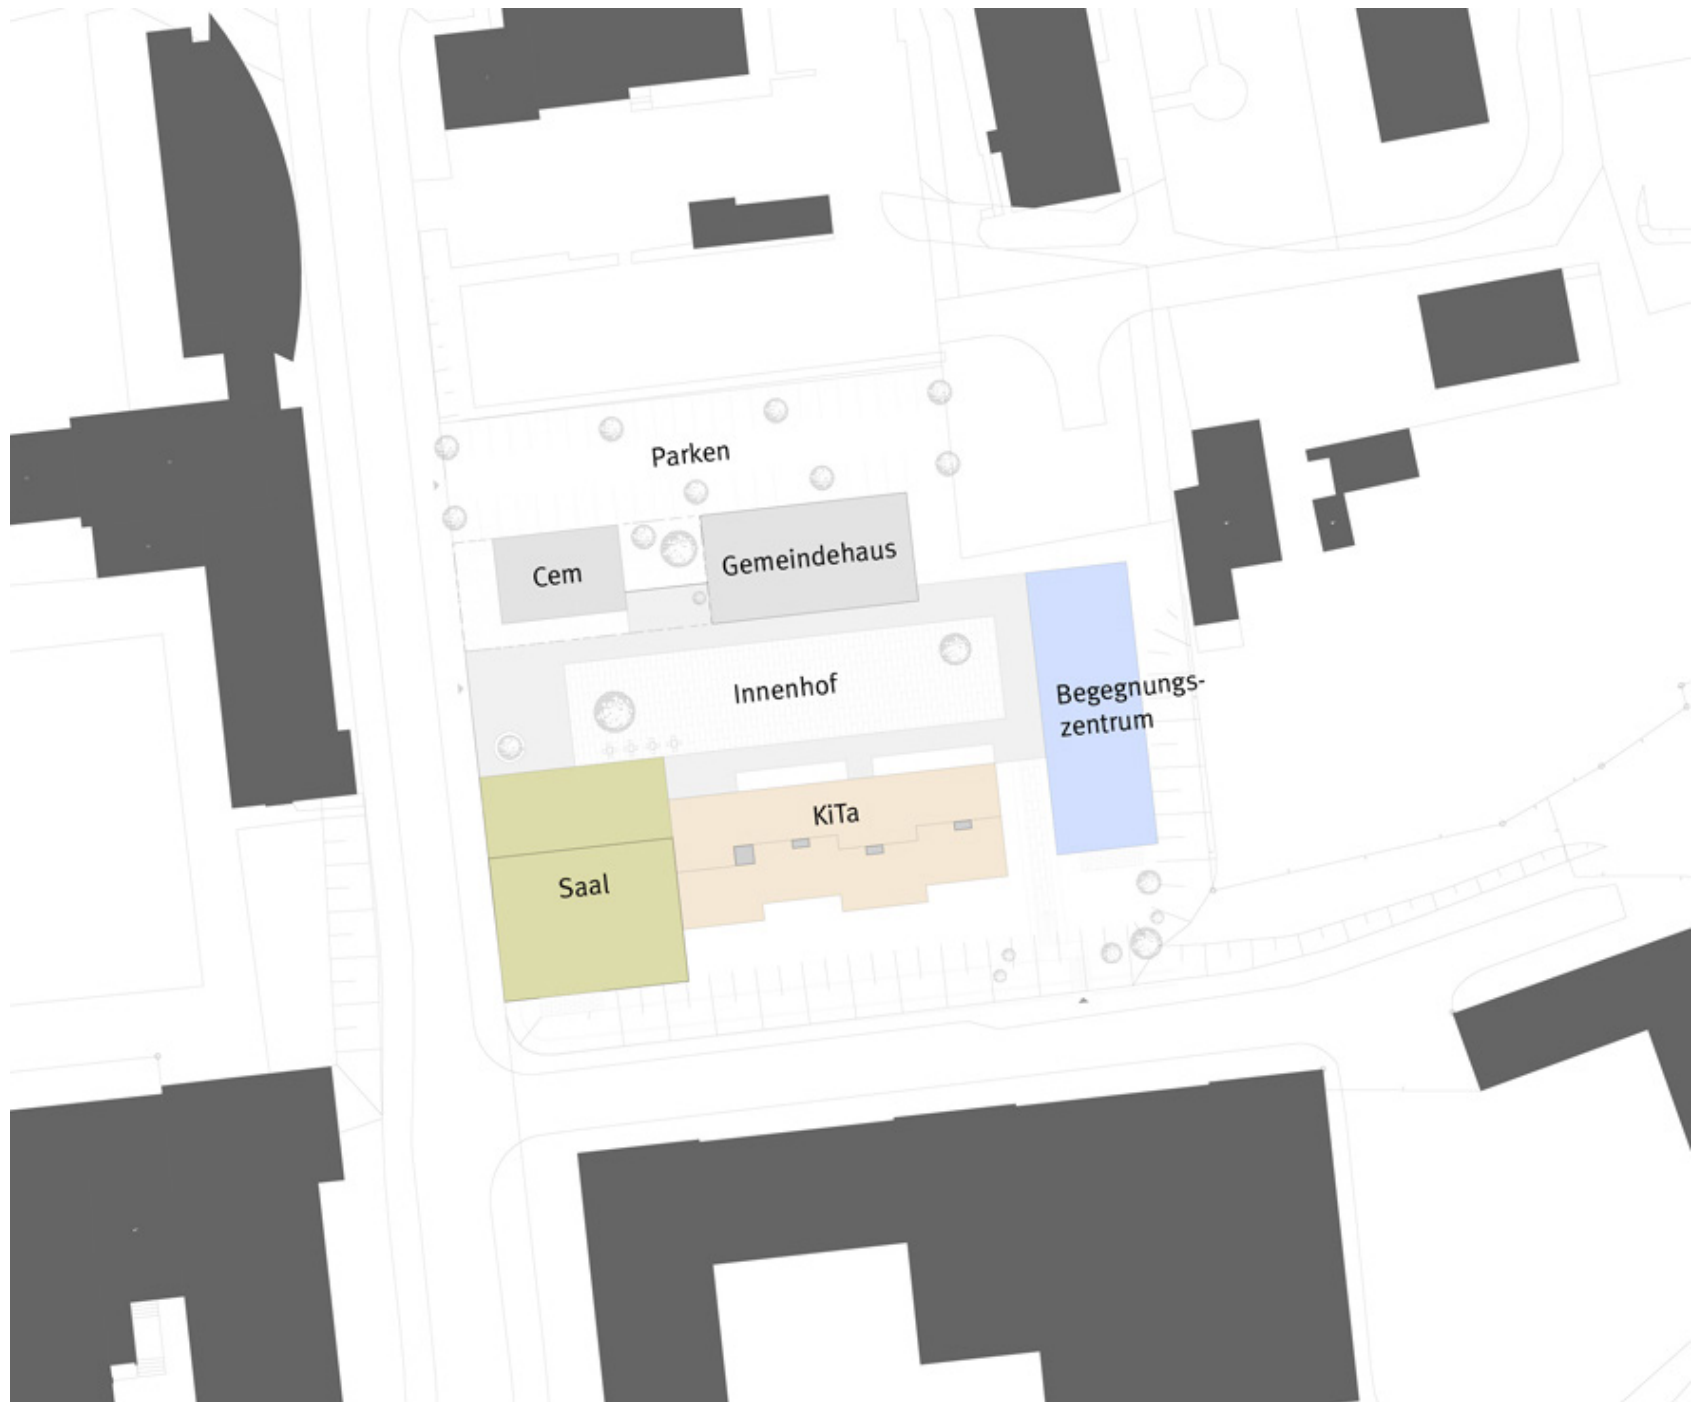 Parken
Cem
Gemeindehaus
Innenhof
Begegnungs-
zentrum
KiTa
Saal